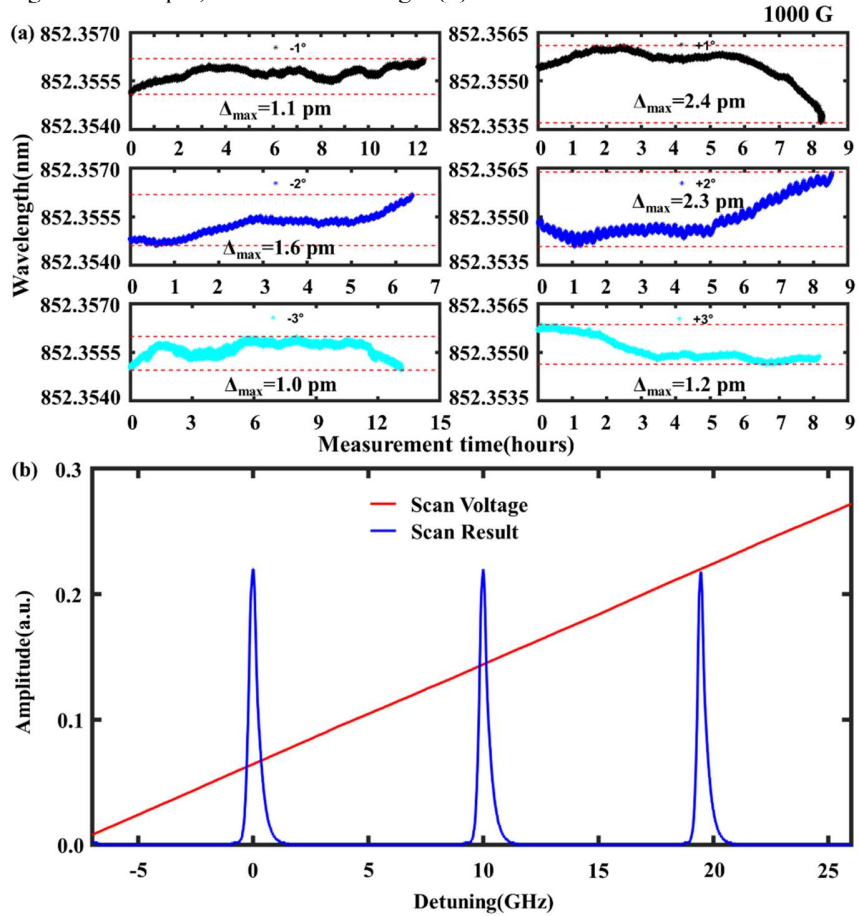 1000 G
(a)
852.3570
852.3555
852.3540
-1°
Δmax=1.1 pm
0 2 4 6 8 10 12
852.3565
852.3550
852.3535
+1°
Δmax=2.4 pm
0 1 2 3 4 5 6 7 8 9
Wavelength(nm)
852.3570
852.3555
852.3540
-2°
Δmax=1.6 pm
0 1 2 3 4 5 6 7
852.3565
852.3550
852.3535
+2°
Δmax=2.3 pm
0 1 2 3 4 5 6 7 8 9
852.3570
852.3555
852.3540
-3°
Δmax=1.0 pm
0 3 6 9 12 15
852.3565
852.3550
852.3535
+3°
Δmax=1.2 pm
0 1 2 3 4 5 6 7 8 9
Measurement time(hours)
(b)
0.3
0.2
0.1
0.0
Amplitude(a.u.)
Scan Voltage
Scan Result
-5 0 5 10 15 20 25
Detuning(GHz)